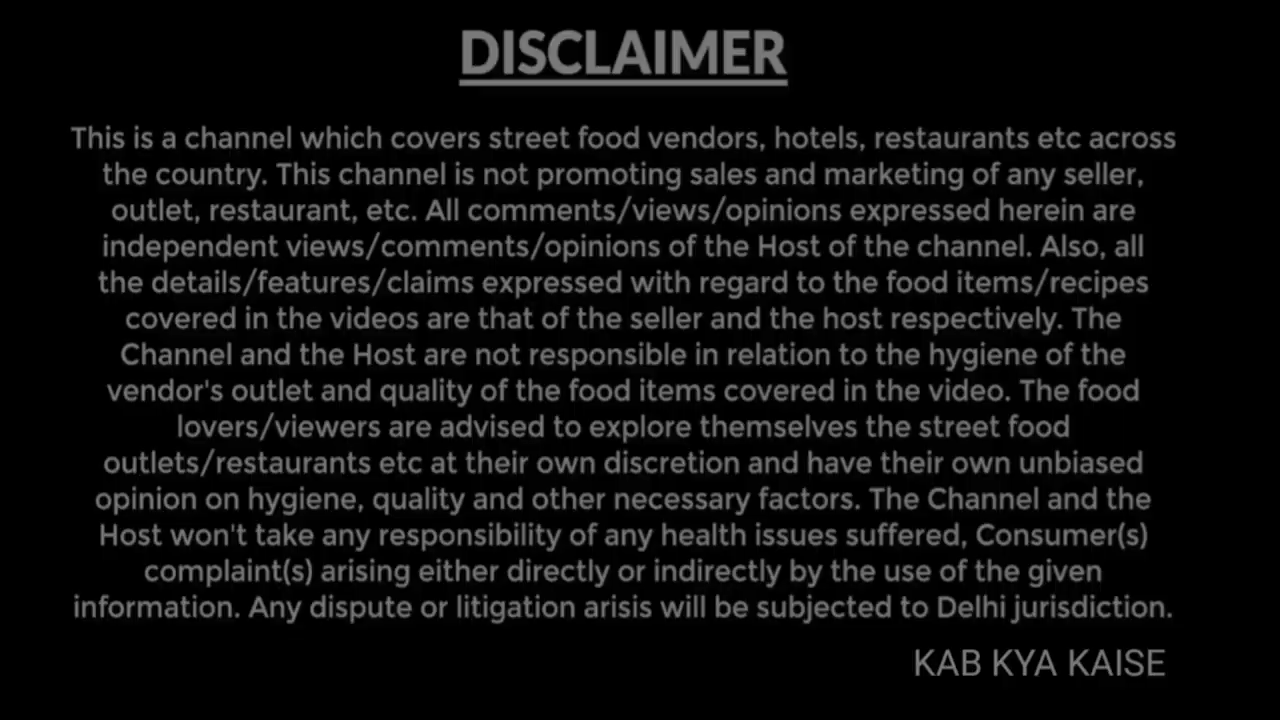 DISCLAIMER
This is a channel which covers street food vendors, hotels, restaurants etc across
the country. This channel is not promoting sales and marketing of any seller,
outlet, restaurant, etc. All comments/views/opinions expressed herein are
independent views/comments/opinions of the Host of the channel. Also, all
the details/features/claims expressed with regard to the food items/recipes
covered in the videos are that of the seller and the host respectively. The
Channel and the Host are not responsible in relation to the hygiene of the
vendor's outlet and quality of the food items covered in the video. The food
lovers/viewers are advised to explore themselves the street food
outlets/restaurants etc at their own discretion and have their own unbiased
opinion on hygiene, quality and other necessary factors. The Channel and the
Host won't take any responsibility of any health issues suffered, Consumer(s)
complaint(s) arising either directly or indirectly by the use of the given
information. Any dispute or litigation arisis will be subjected to Delhi jurisdiction.
KAB KYA KAISE